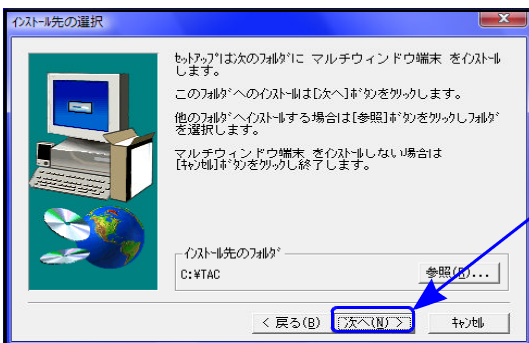 インストール先の選択
セットアップは次のフォルダに マルチウィンドウ端末 をインストール
します。
このフォルダへのインストールは[次へ]ボタンをクリックします。
他のフォルダへインストールする場合は[参照]ボタンをクリックしフォルダ
を選択します。
マルチウィンドウ端末 をインストールしない場合は
[キャンセル]ボタンをクリックし終了します。
インストール先のフォルダ
C:¥TAC
参照(R)...
< 戻る(B)
次へ(N) >
キャンセル